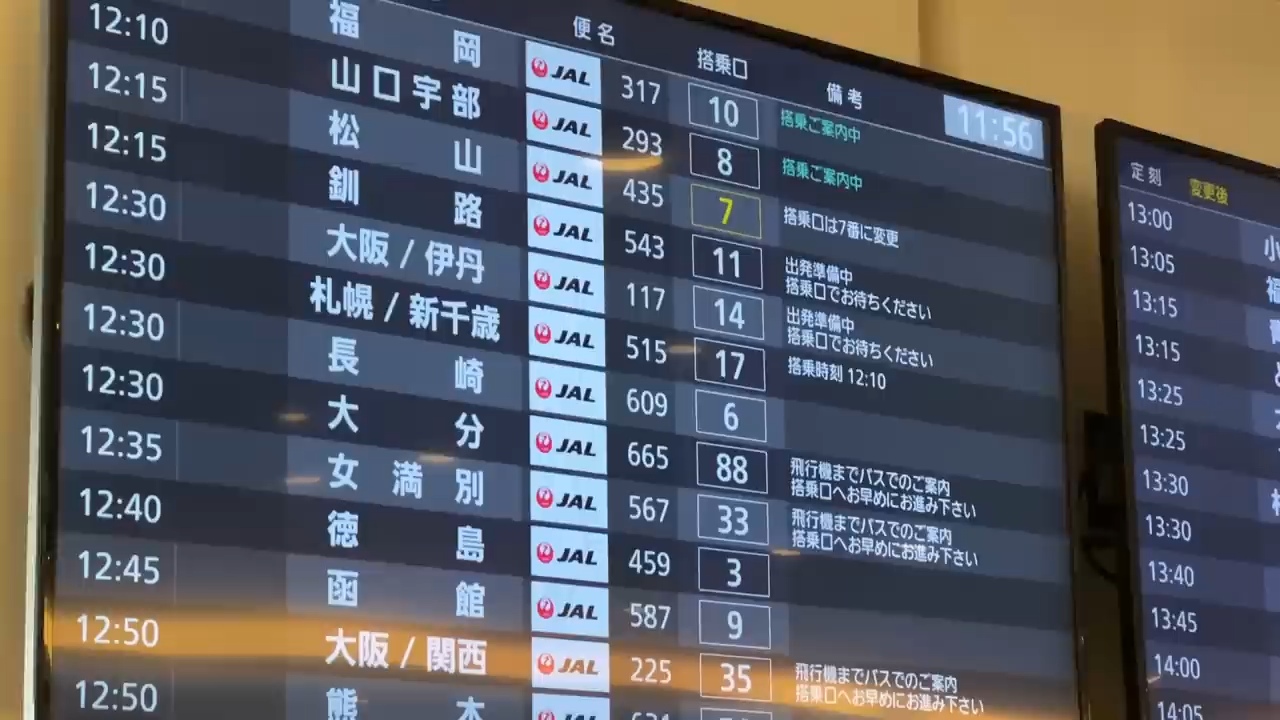 便名 搭乗口 備考 11:56
福岡 JAL 317 10 搭乗ご案内中
12:10 山口宇部 JAL 293 8 搭乗ご案内中
12:15 松山 JAL 435 7 搭乗口は7番に変更
12:15 釧路 JAL 543 11 出発準備中
搭乗口でお待ちください
12:30 大阪/伊丹 JAL 117 14 出発準備中
搭乗口でお待ちください
12:30 札幌/新千歳 JAL 515 17 搭乗時刻 12:10
12:30 長崎 JAL 609 6
12:30 大分 JAL 665 88 飛行機までバスでのご案内
搭乗口へお早めにお進み下さい
12:35 女満別 JAL 567 33 飛行機までバスでのご案内
搭乗口へお早めにお進み下さい
12:40 徳島 JAL 459 3
12:45 函館 JAL 587 9
12:50 大阪/関西 JAL 225 35 飛行機までバスでのご案内
搭乗口へお早めにお進み下さい
12:50 熊本 JAL
定刻 変更後
13:00
13:05
13:15
13:15
13:25
13:25
13:30
13:30
13:40
13:45
14:00
14:05